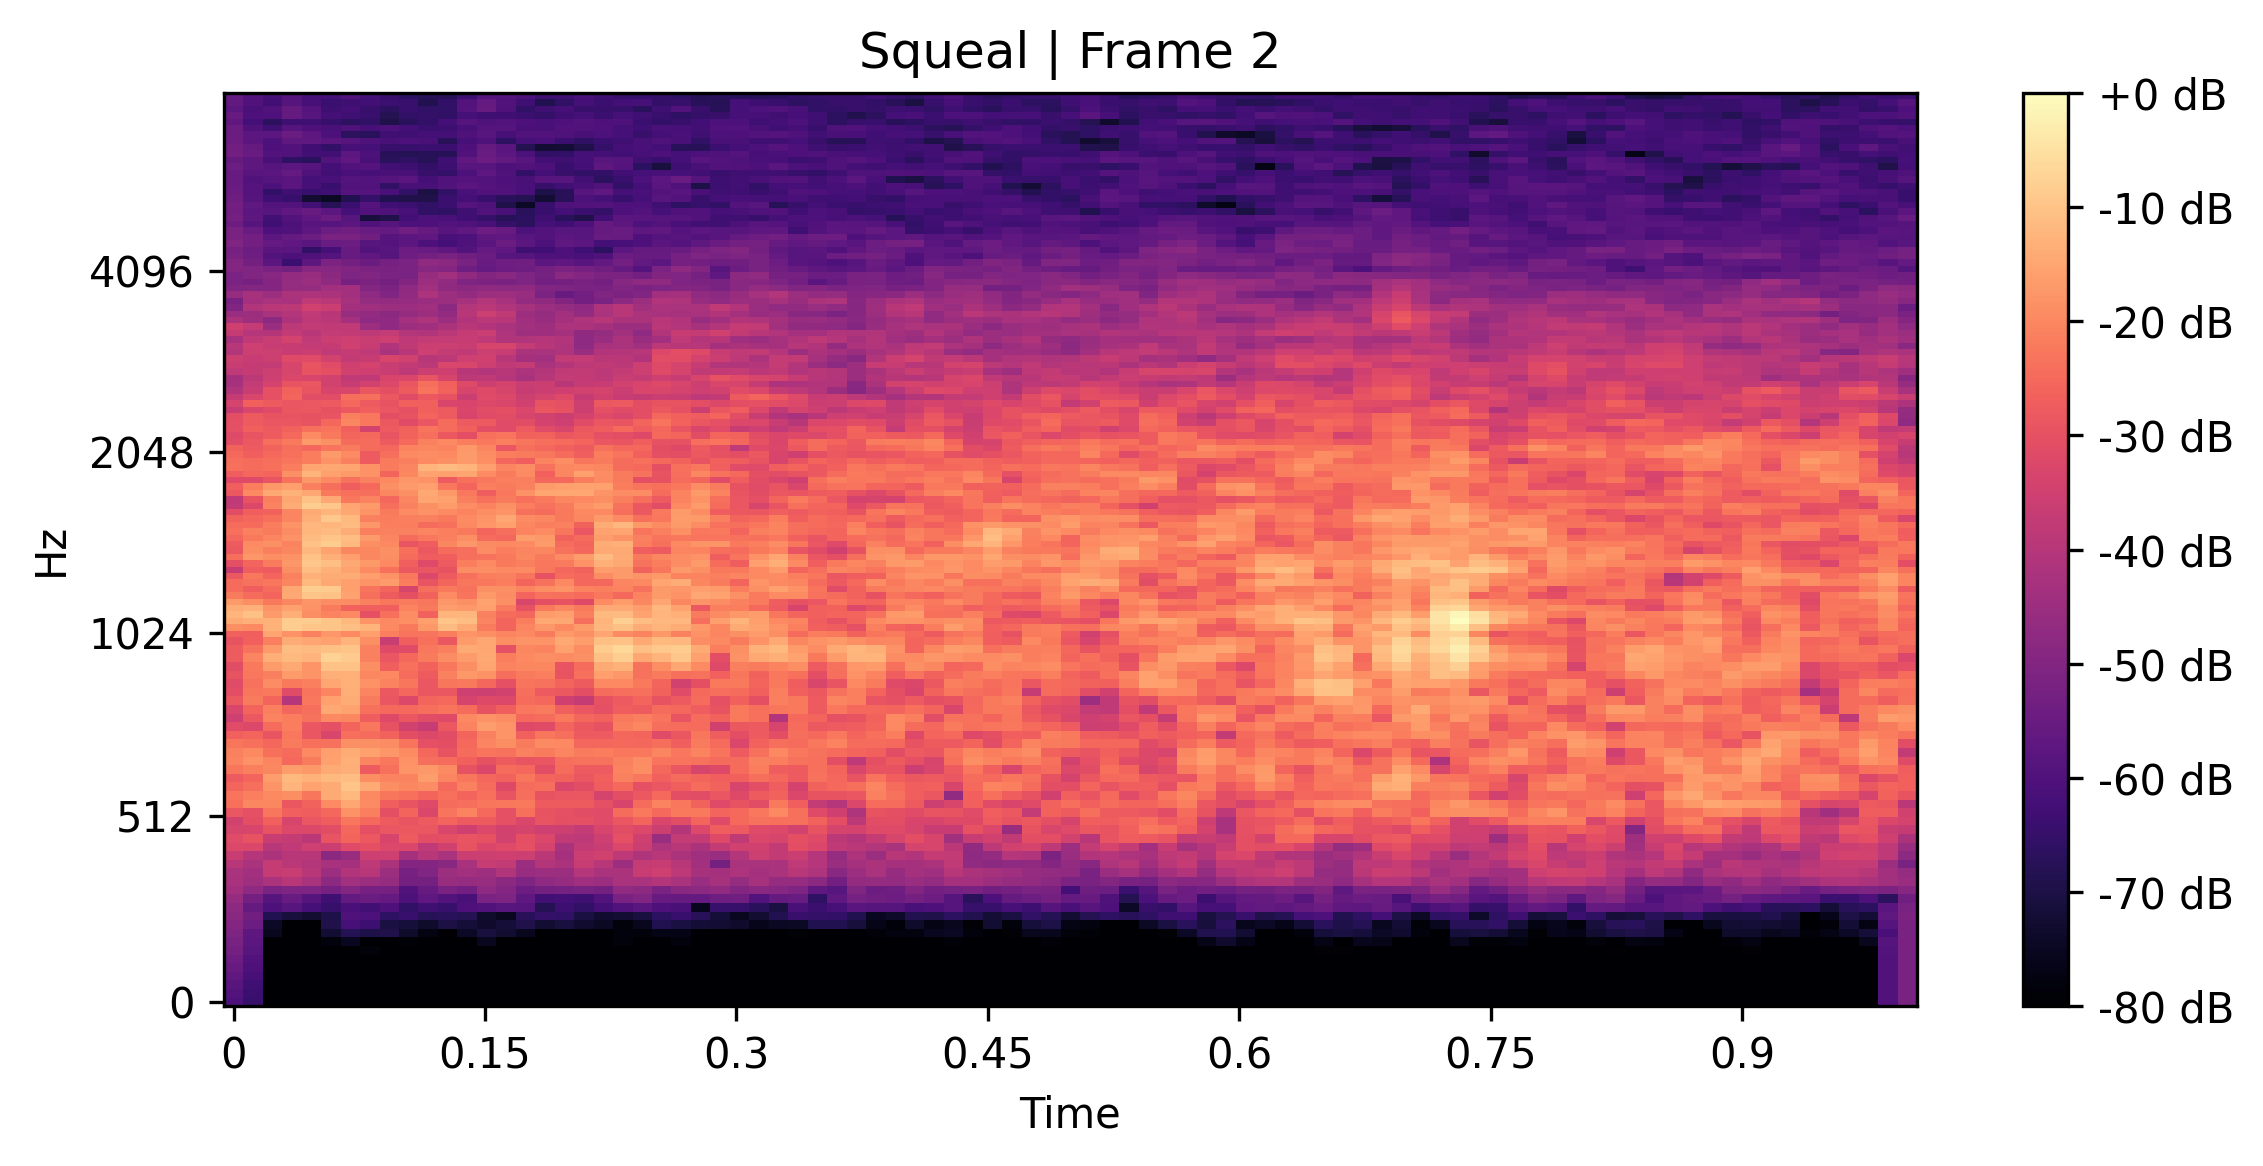 Squeal | Frame 2
+0 dB
-10 dB
-20 dB
-30 dB
-40 dB
-50 dB
-60 dB
-70 dB
-80 dB
Hz
4096
2048
1024
512
0
0 0.15 0.3 0.45 0.6 0.75 0.9
Time